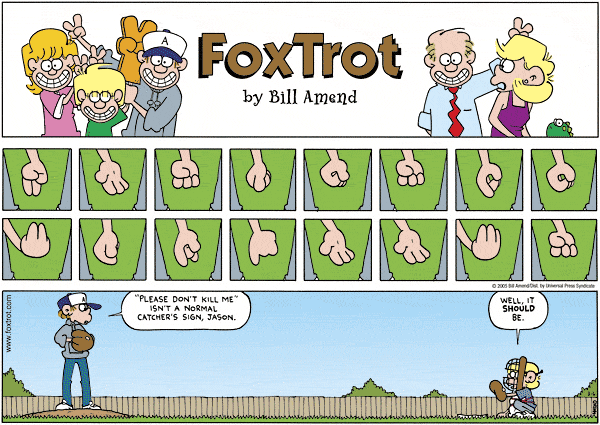 FoxTrot
by Bill Amend
A
© 2005 Bill Amend/Dist. by Universal Press Syndicate
www.foxtrot.com
A
"PLEASE DON'T KILL ME"
ISN'T A NORMAL
CATCHER'S SIGN, JASON.
WELL, IT
SHOULD
BE.